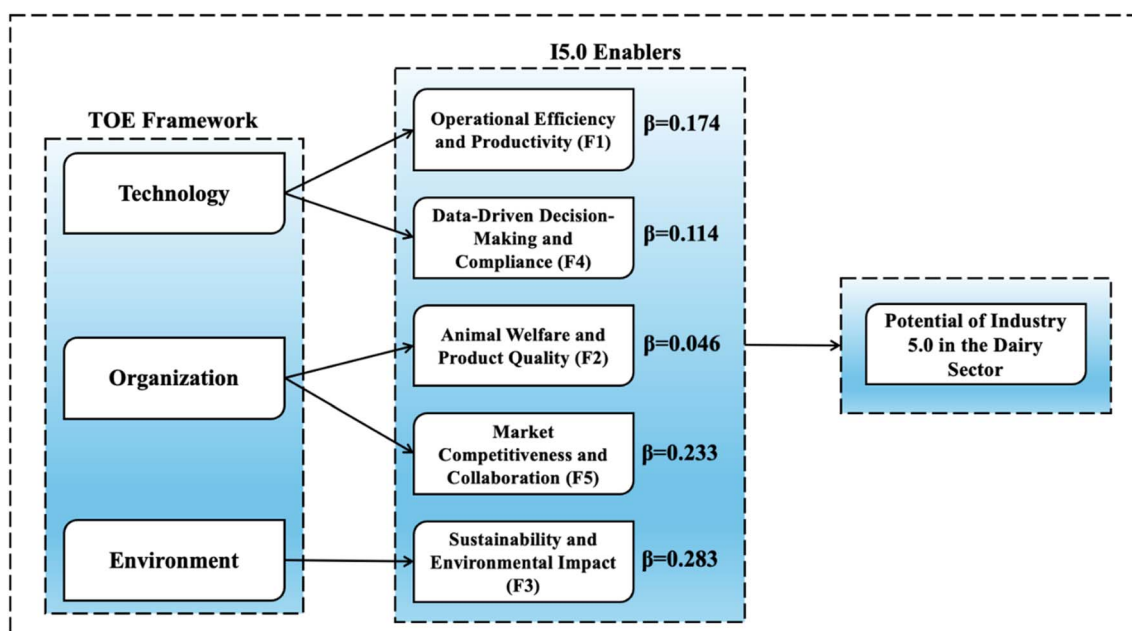 I5.0 Enablers
TOE Framework
Technology
Organization
Environment
Operational Efficiency
and Productivity (F1)
β=0.174
Data-Driven Decision-
Making and
Compliance (F4)
β=0.114
Animal Welfare and
Product Quality (F2)
β=0.046
Market
Competitiveness and
Collaboration (F5)
β=0.233
Sustainability and
Environmental Impact
(F3)
β=0.283
Potential of Industry
5.0 in the Dairy
Sector